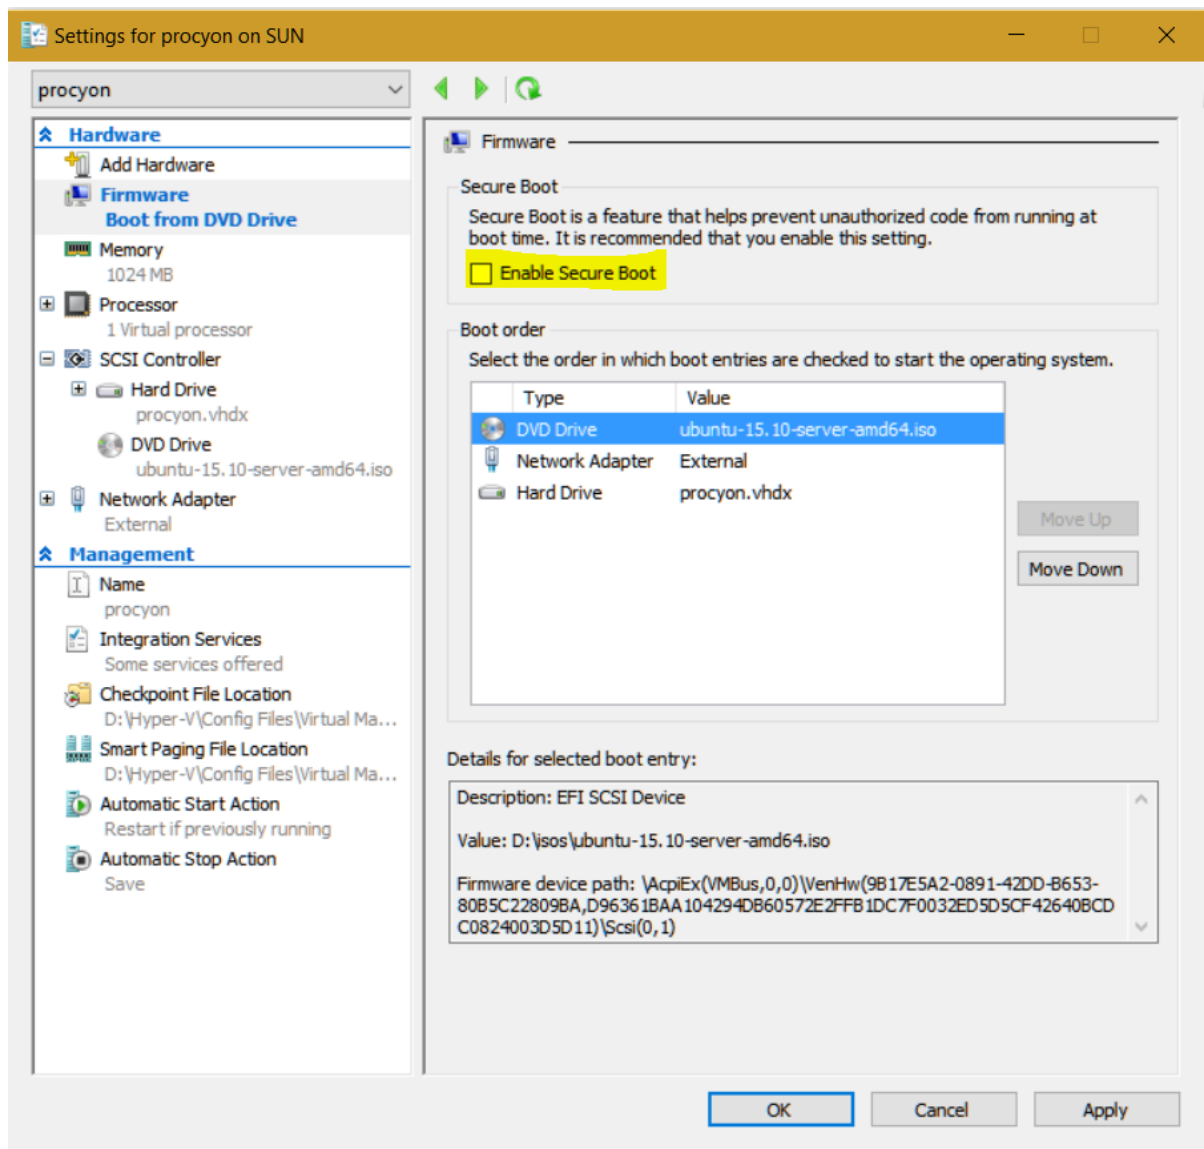 Settings for procyon on SUN
procyon
Hardware
Add Hardware
Firmware
Boot from DVD Drive
Memory
1024 MB
Processor
1 Virtual processor
SCSI Controller
Hard Drive
procyon.vhdx
DVD Drive
ubuntu-15.10-server-amd64.iso
Network Adapter
External
Management
Name
procyon
Integration Services
Some services offered
Checkpoint File Location
D:\Hyper-V\Config Files\Virtual Ma...
Smart Paging File Location
D:\Hyper-V\Config Files\Virtual Ma...
Automatic Start Action
Restart if previously running
Automatic Stop Action
Save
Firmware
Secure Boot
Secure Boot is a feature that helps prevent unauthorized code from running at
boot time. It is recommended that you enable this setting.
Enable Secure Boot
Boot order
Select the order in which boot entries are checked to start the operating system.
Type Value
DVD Drive ubuntu-15.10-server-amd64.iso
Network Adapter External
Hard Drive procyon.vhdx
Move Up
Move Down
Details for selected boot entry:
Description: EFI SCSI Device
Value: D:\isos\ubuntu-15.10-server-amd64.iso
Firmware device path: \AcpiEx(VMBus,0,0)\VenHw(9B17E5A2-0891-42DD-B653-
80B5C22809BA,D96361BAA104294DB60572E2FFB1DC7F0032ED5D5CF42640BCD
C0824003D5D11)\Scsi(0,1)
OK Cancel Apply